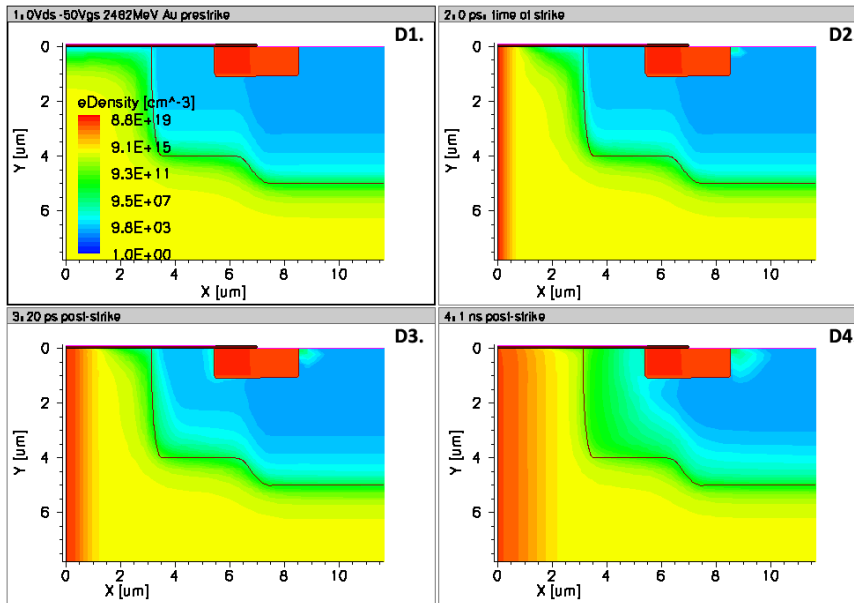 1: 0Vds -50Vgs 2482MeV Au prestrike
D1.
0
2
4
6
Y [um]
eDensity [cm^-3]
8.8E+19
9.1E+15
9.3E+11
9.5E+07
9.8E+03
1.0E+00
0 2 4 6 8 10
X [um]
2: 0 ps: time of strike
D2
0
2
4
6
Y [um]
0 2 4 6 8 10
X [um]
3: 20 ps post-strike
D3.
0
2
4
6
Y [um]
0 2 4 6 8 10
X [um]
4: 1 ns post-strike
D4
0
2
4
6
Y [um]
0 2 4 6 8 10
X [um]